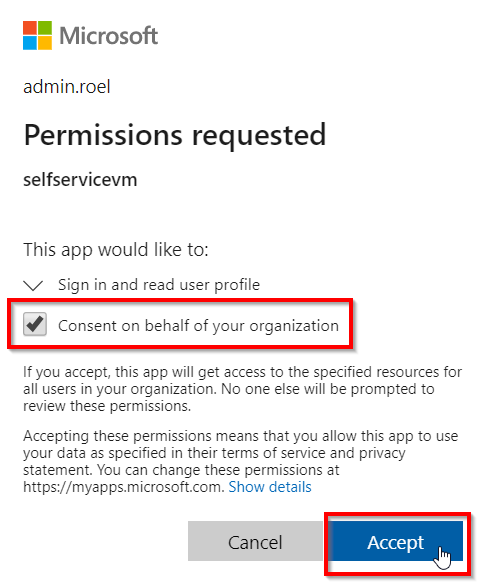 Microsoft
admin.roel
Permissions requested
selfservicevm
This app would like to:
Sign in and read user profile
Consent on behalf of your organization
If you accept, this app will get access to the specified resources for
all users in your organization. No one else will be prompted to
review these permissions.
Accepting these permissions means that you allow this app to use
your data as specified in their terms of service and privacy
statement. You can change these permissions at
https://myapps.microsoft.com. Show details
Cancel Accept